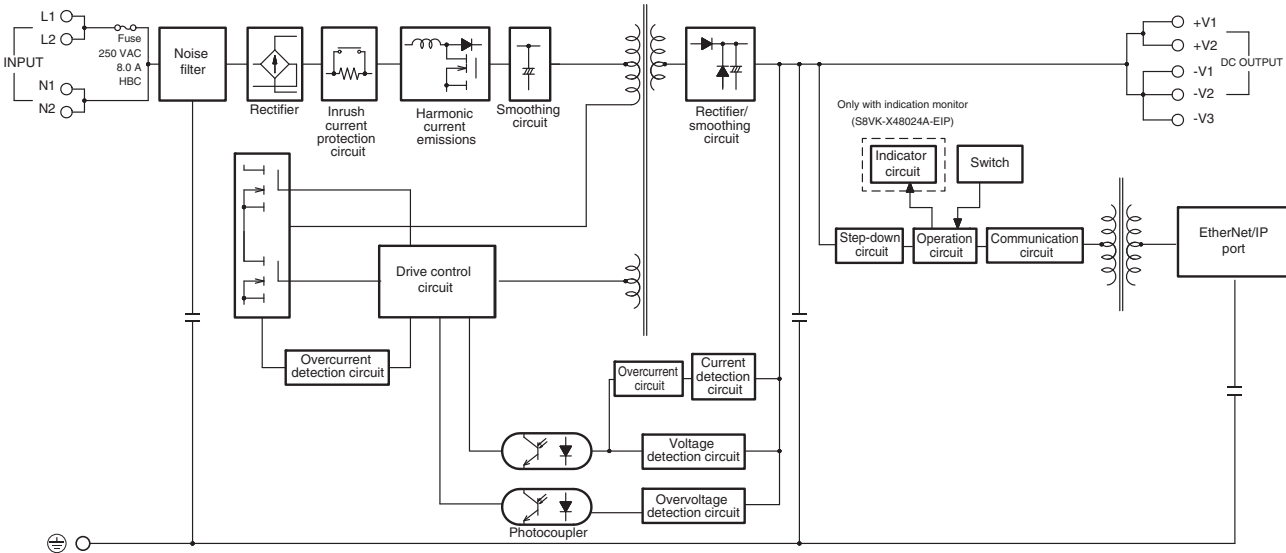 L1
L2
INPUT
N1
N2
Fuse
250 VAC
8.0 A
HBC
Noise
filter
Rectifier
Inrush
current
protection
circuit
Harmonic
current
emissions
Smoothing
circuit
Rectifier/
smoothing
circuit
+V1
+V2
-V1
-V2
-V3
DC OUTPUT
Only with indication monitor
(S8VK-X48024A-EIP)
Indicator
circuit
Switch
Step-down
circuit
Operation
circuit
Communication
circuit
EtherNet/IP
port
Drive control
circuit
Overcurrent
detection circuit
Overcurrent
circuit
Current
detection
circuit
Voltage
detection circuit
Overvoltage
detection circuit
Photocoupler